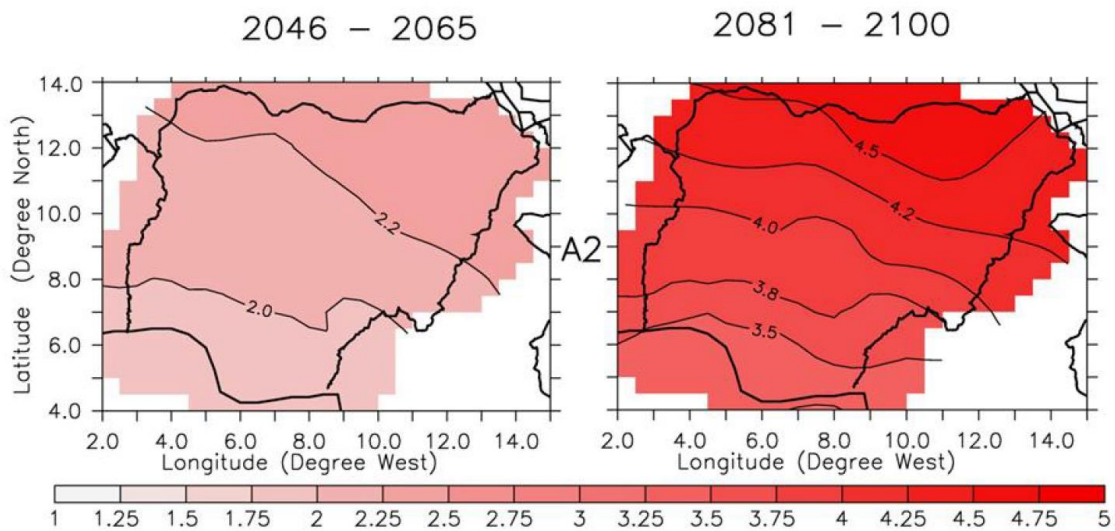 2046 – 2065
2081 – 2100
14.0
12.0
10.0
8.0
6.0
4.0
Latitude (Degree North)
2.2
2.0
A2
4.5
4.2
4.0
3.8
3.5
2.0 4.0 6.0 8.0 10.0 12.0 14.0
2.0 4.0 6.0 8.0 10.0 12.0 14.0
Longitude (Degree West)
Longitude (Degree West)
1 1.25 1.5 1.75 2 2.25 2.5 2.75 3 3.25 3.5 3.75 4 4.25 4.5 4.75 5